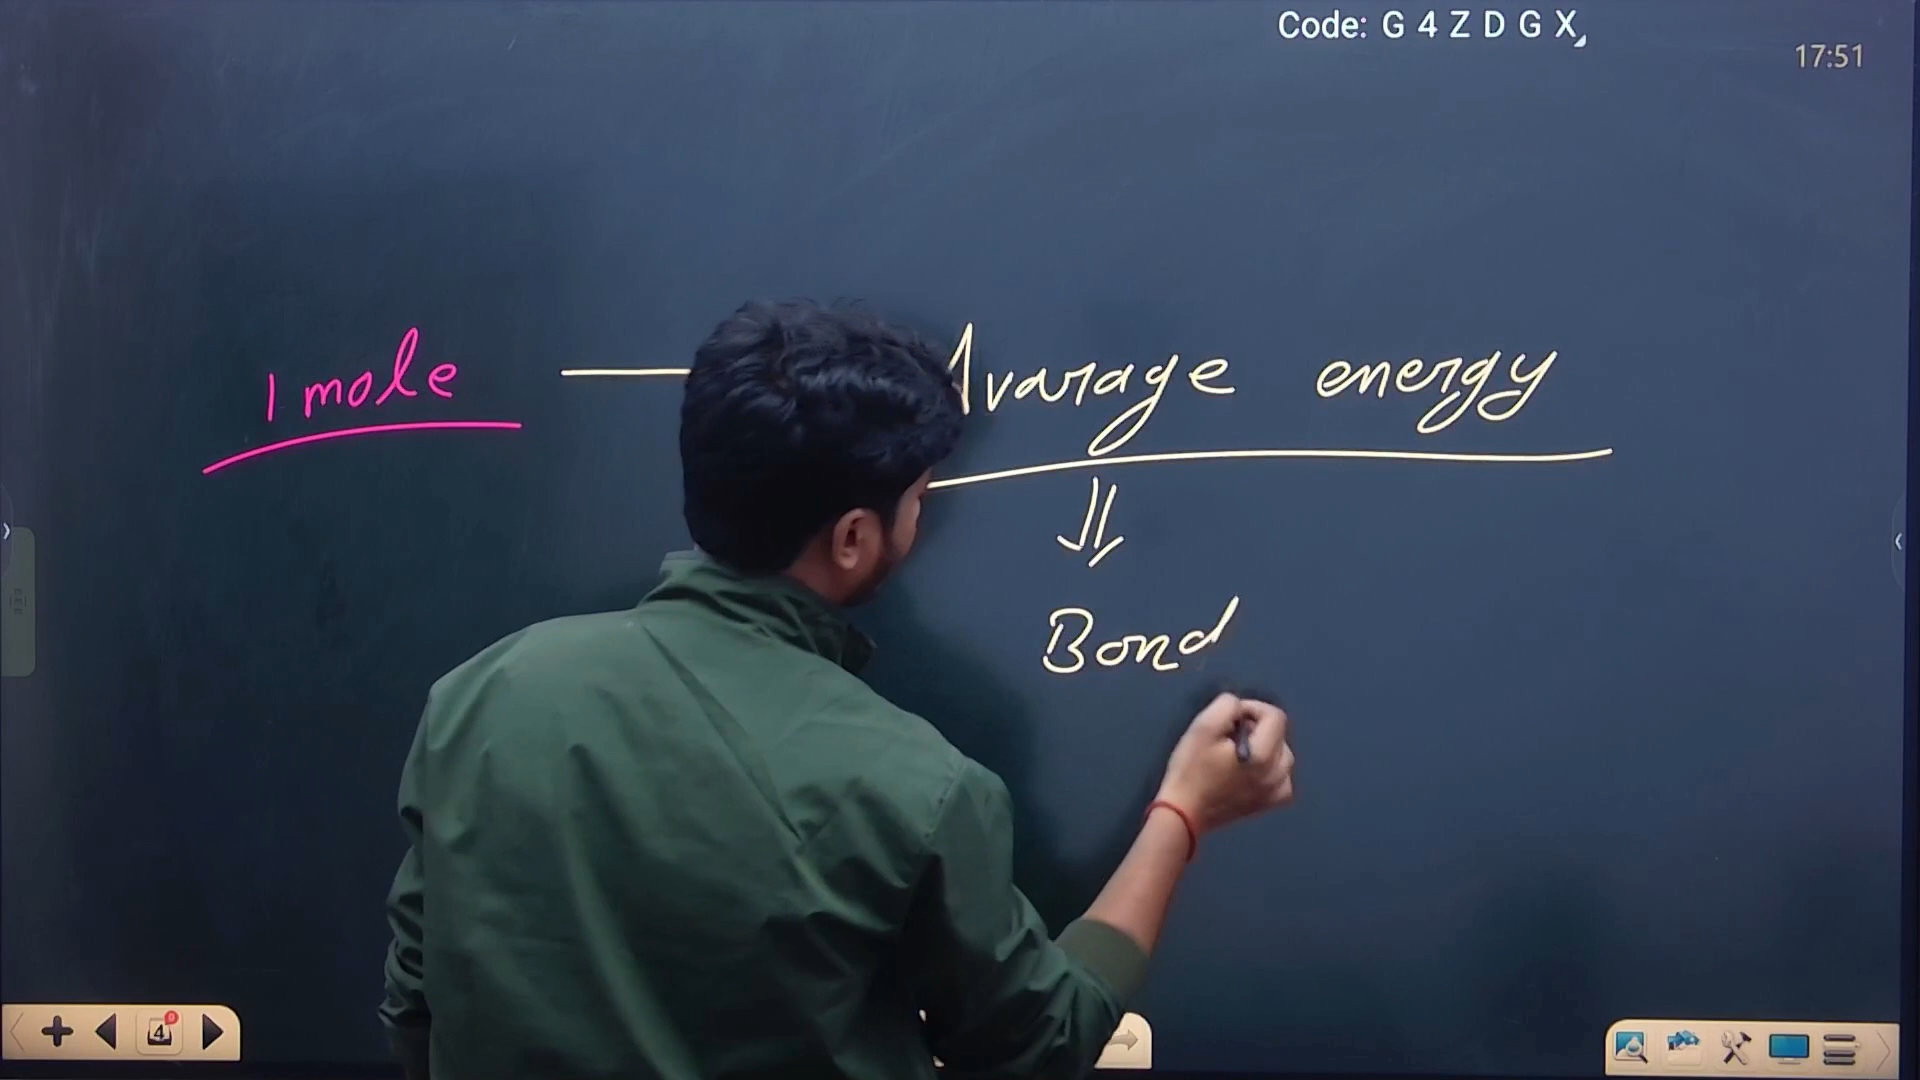 Code: G 4 Z D G X
17:51
1 mole — Avarage energy
Bond
4